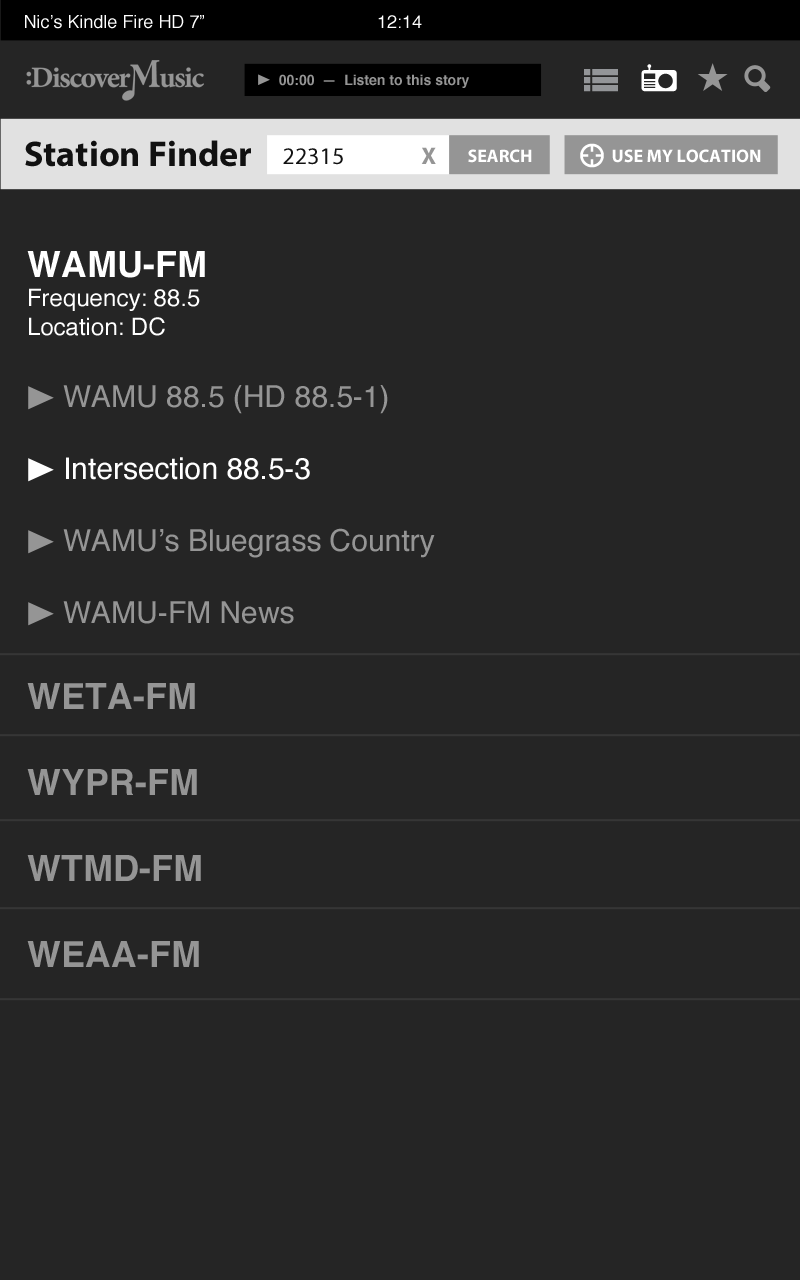 Nic’s Kindle Fire HD 7”
12:14
:DiscoverMusic
00:00 — Listen to this story
Station Finder
22315
X
SEARCH
USE MY LOCATION
WAMU-FM
Frequency: 88.5
Location: DC
WAMU 88.5 (HD 88.5-1)
Intersection 88.5-3
WAMU’s Bluegrass Country
WAMU-FM News
WETA-FM
WYPR-FM
WTMD-FM
WEAA-FM